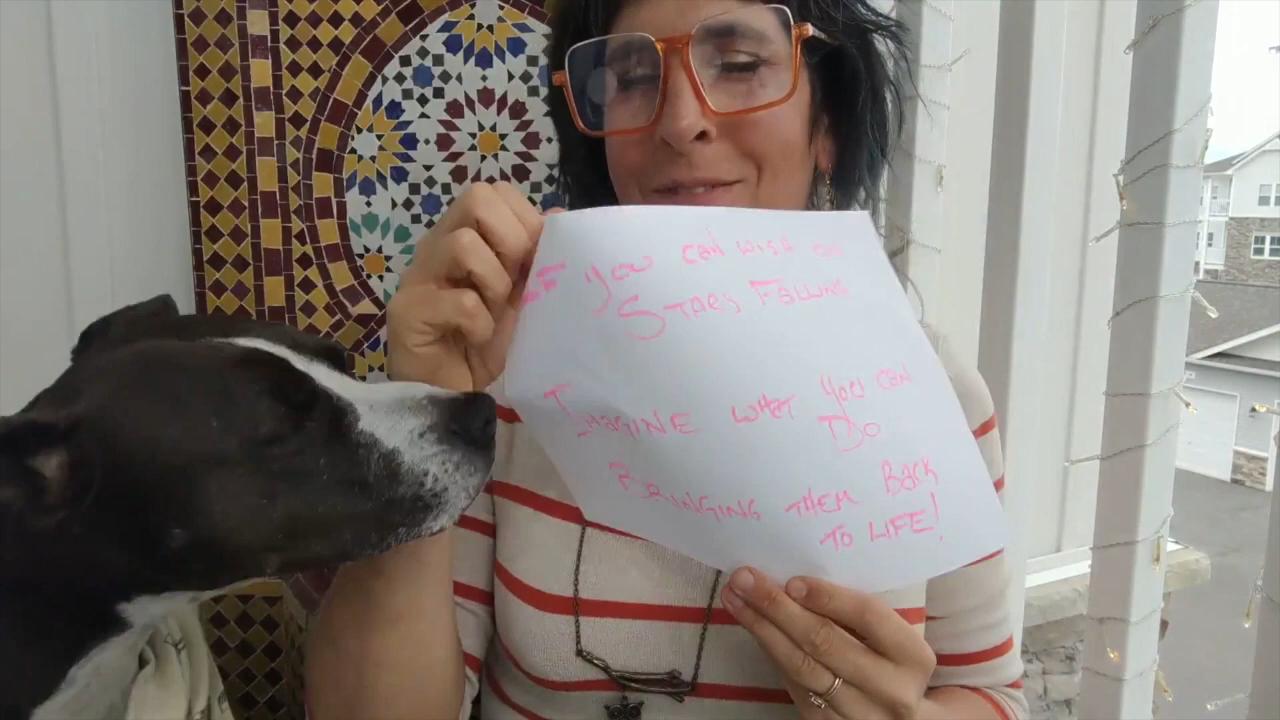 IF you can wish on
Stars Falling
Imagine what you can
Do
Bringing them Back
to Life!